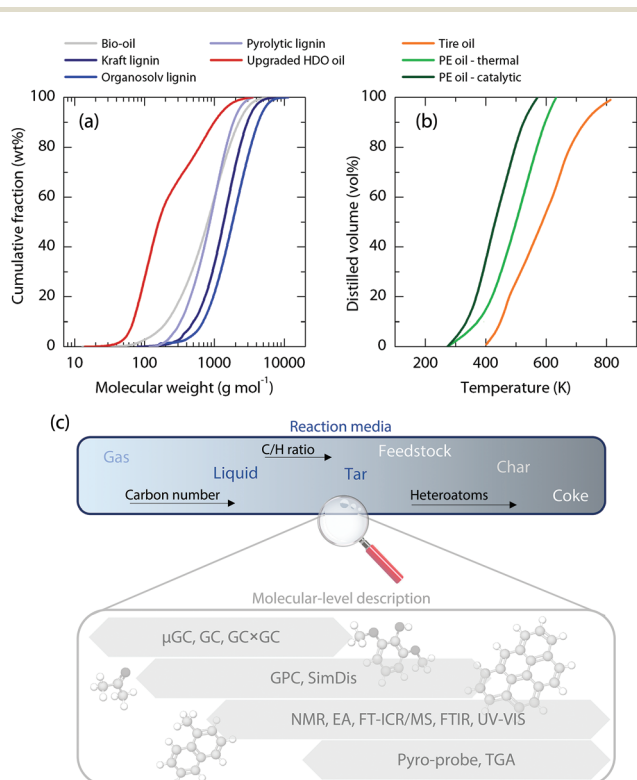 Bio-oil
Pyrolytic lignin
Tire oil
Kraft lignin
Upgraded HDO oil
PE oil - thermal
Organosolv lignin
PE oil - catalytic
(a)
(b)
100
80
60
40
20
0
Cumulative fraction (wt%)
10
100
1000
10000
Molecular weight (g mol⁻¹)
100
80
60
40
20
0
Distilled volume (vol%)
200
400
600
800
Temperature (K)
(c)
Reaction media
Gas
C/H ratio
Feedstock
Liquid
Tar
Char
Carbon number
Heteroatoms
Coke
Molecular-level description
μGC, GC, GC×GC
GPC, SimDis
NMR, EA, FT-ICR/MS, FTIR, UV-VIS
Pyro-probe, TGA